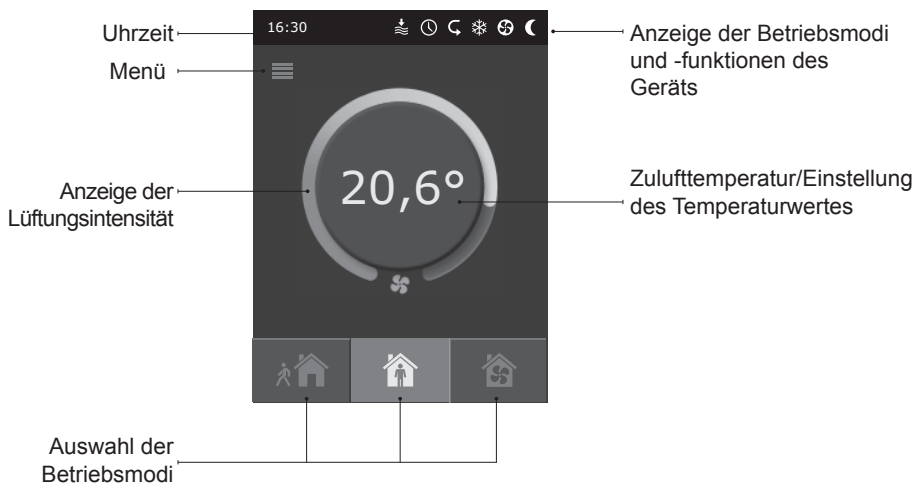 Uhrzeit
16:30
Anzeige der Betriebsmodi
und -funktionen des
Geräts
Menü
20,6°
Anzeige der
Lüftungsintensität
Zulufttemperatur/Einstellung
des Temperaturwertes
Auswahl der
Betriebsmodi